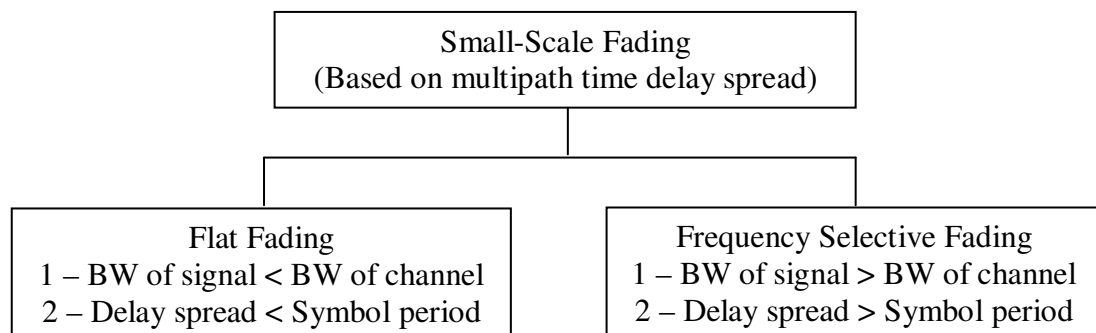 Small-Scale Fading
(Based on multipath time delay spread)
Flat Fading
1 – BW of signal < BW of channel
2 – Delay spread < Symbol period
Frequency Selective Fading
1 – BW of signal > BW of channel
2 – Delay spread > Symbol period